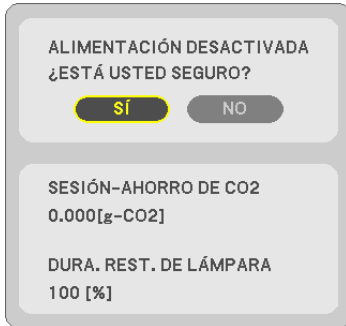 ALIMENTACIÓN DESACTIVADA
¿ESTÁ USTED SEGURO?
SÍ NO
SESIÓN-AHORRO DE CO2
0.000[g-CO2]
DURA. REST. DE LÁMPARA
100 [%]